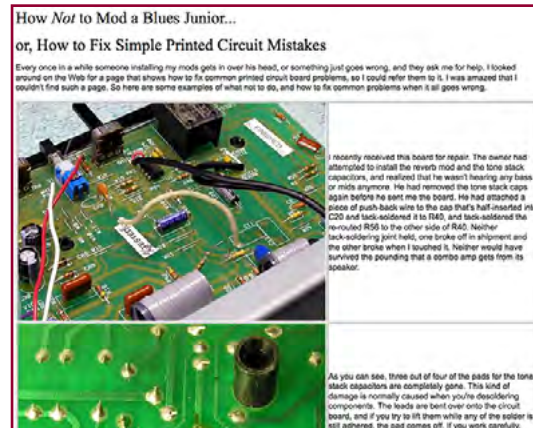 How Not to Mod a Blues Junior...
or, How to Fix Simple Printed Circuit Mistakes
Every once in a while someone installing my mods gets in over his head, or something just goes wrong, and they ask me for help. I looked
around on the Web for a page that shows how to fix common printed circuit board problems, so I could refer them to it. I was amazed that I
couldn't find such a page. So here are some examples of what not to do, and how to fix common problems when it all goes wrong.
I recently received this board for repair. The owner had
attempted to install the reverb mod and the tone stack
capacitors, and realized that he wasn't hearing any bass
or mids anymore. He had removed the tone stack caps
again before he sent me the board. He had attached a
piece of push-back wire to the cap that's half-inserted int
C20 and tack-soldered it to R40, and tack-soldered the
re-routed R56 to the other side of R40. Neither
tack-soldering joint held, one broke off in shipment and
the other broke when I touched it. Neither would have
survived the pounding that a combo amp gets from its
speaker.
As you can see, three out of four of the pads for the tone
stack capacitors are completely gone. This kind of
damage is normally caused when you're desoldering
components. The leads are bent over onto the circuit
board, and if you try to lift them while any of the solder is
still adhered, the pad comes off. If you work carefully,